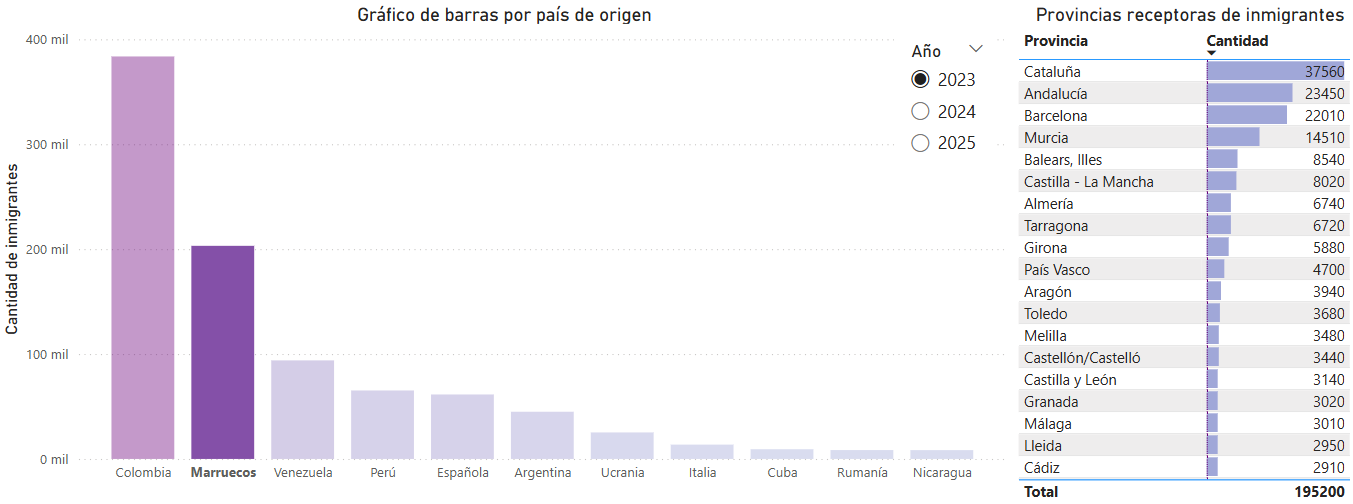 Gráfico de barras por país de origen
400 mil
300 mil
200 mil
100 mil
0 mil
Cantidad de inmigrantes
Colombia
Marruecos
Venezuela
Perú
Española
Argentina
Ucrania
Italia
Cuba
Rumanía
Nicaragua
Año
2023
2024
2025
Provincias receptoras de inmigrantes
Provincia Cantidad
Cataluña 37560
Andalucía 23450
Barcelona 22010
Murcia 14510
Balears, Illes 8540
Castilla - La Mancha 8020
Almería 6740
Tarragona 6720
Girona 5880
País Vasco 4700
Aragón 3940
Toledo 3680
Melilla 3480
Castellón/Castelló 3440
Castilla y León 3140
Granada 3020
Málaga 3010
Lleida 2950
Cádiz 2910
Total 195200